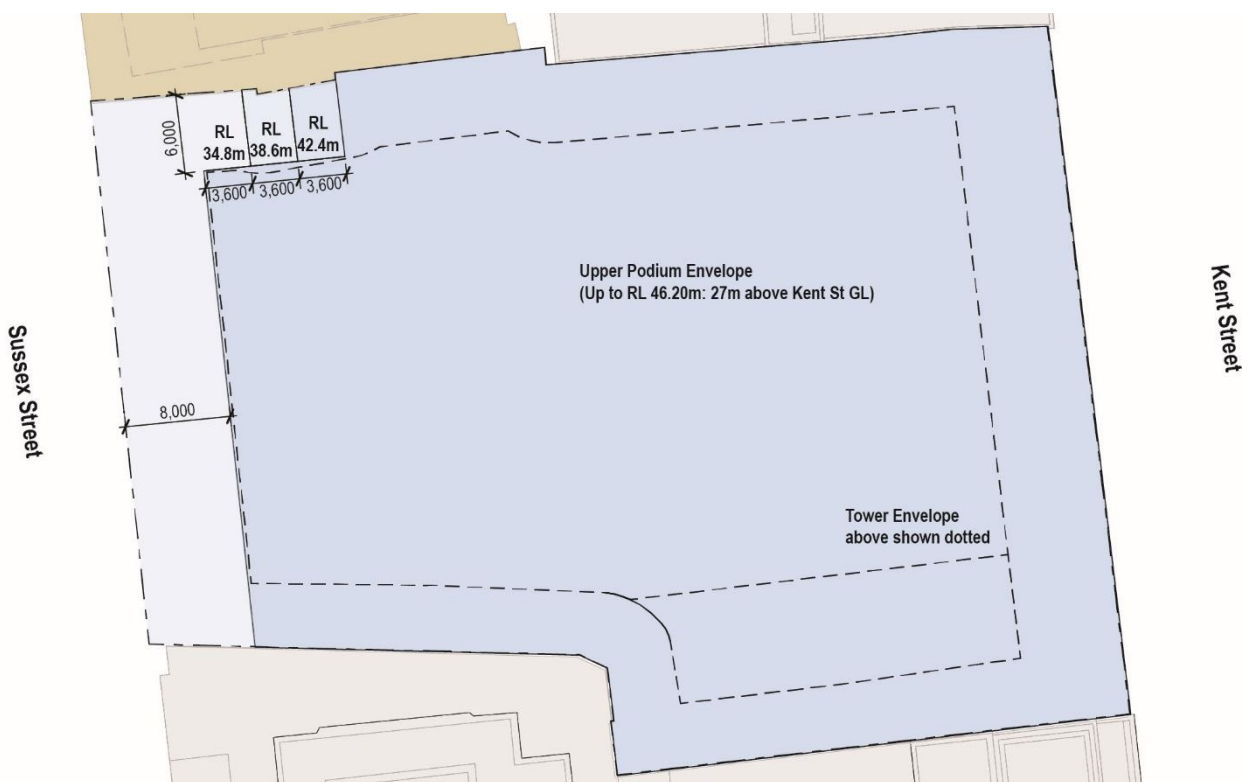 RL
34.8m
RL
38.6m
RL
42.4m
6,000
3,600
3,600
3,600
Upper Podium Envelope
(Up to RL 46.20m: 27m above Kent St GL)
Kent Street
Sussex Street
8,000
Tower Envelope
above shown dotted